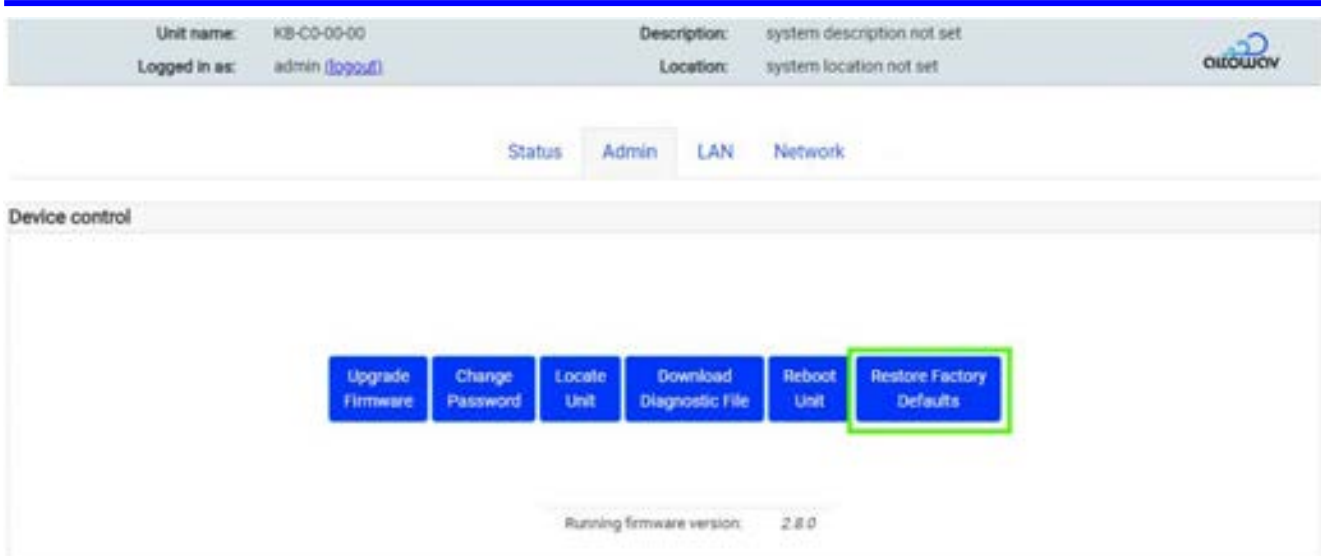 Unit name: KB-C0-00-00 Description: system description not set
Logged in as: admin (logout) Location: system location not set
altowav
Status Admin LAN Network
Device control
Upgrade Firmware
Change Password
Locate Unit
Download Diagnostic File
Reboot Unit
Restore Factory Defaults
Running firmware version: 2.8.0